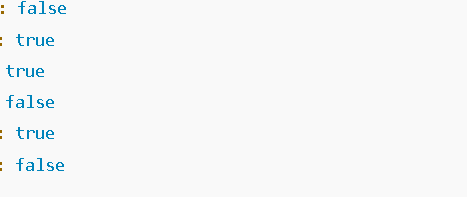 : false
: true
true
false
: true
: false